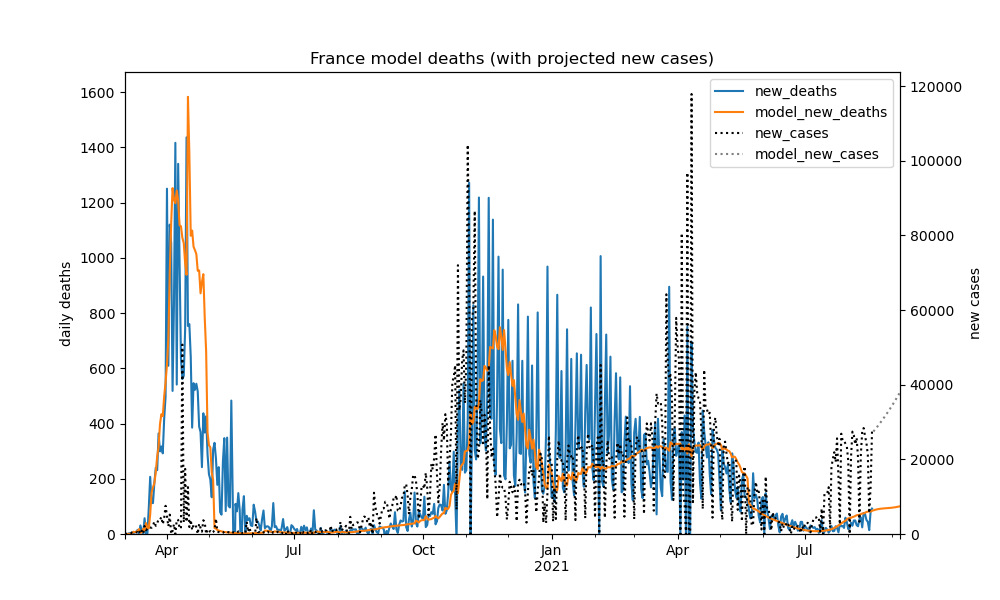 France model deaths (with projected new cases)
new_deaths
model_new_deaths
new_cases
model_new_cases
daily deaths
1600
1400
1200
1000
800
600
400
200
0
new cases
120000
100000
80000
60000
40000
20000
0
Apr
Jul
Oct
Jan
2021
Apr
Jul